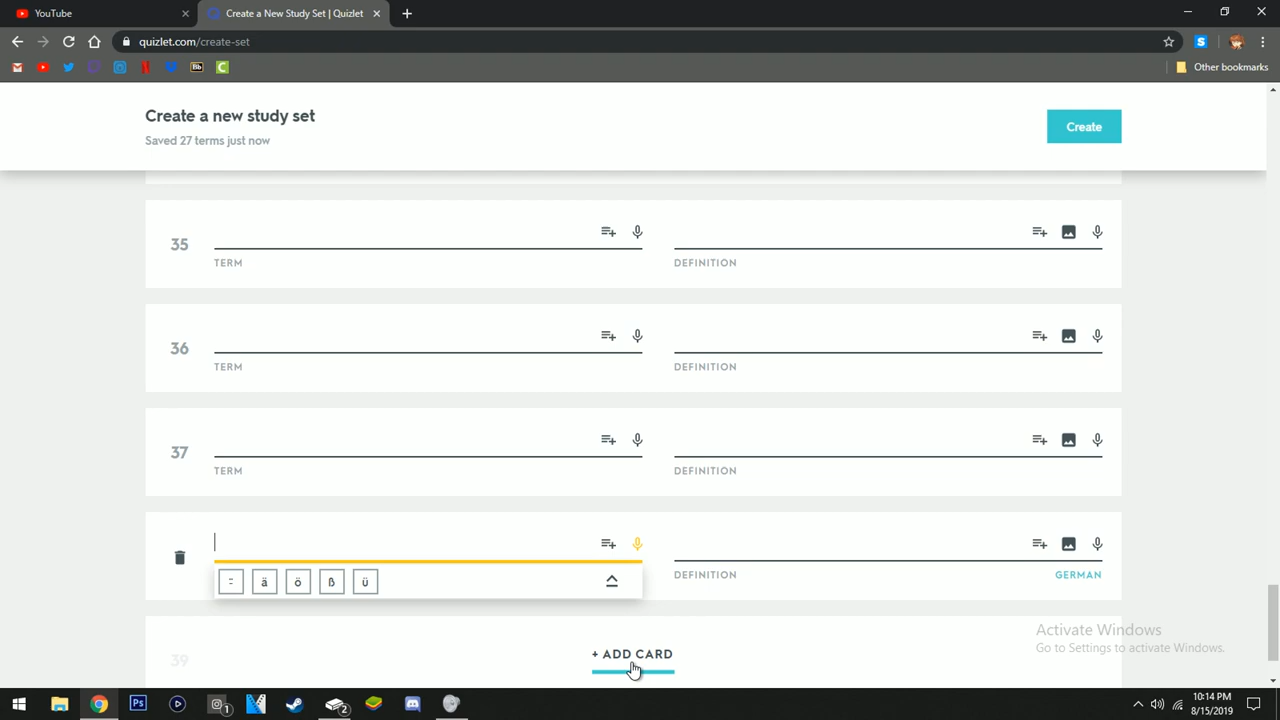 YouTube
Create a New Study Set | Quizlet
quizlet.com/create-set
Other bookmarks
Create a new study set
Saved 27 terms just now
Create
35
TERM
DEFINITION
36
TERM
DEFINITION
37
TERM
DEFINITION
ä ö ß ü
DEFINITION
GERMAN
39
+ ADD CARD
Activate Windows
Go to Settings to activate Windows.
10:14 PM
8/15/2019